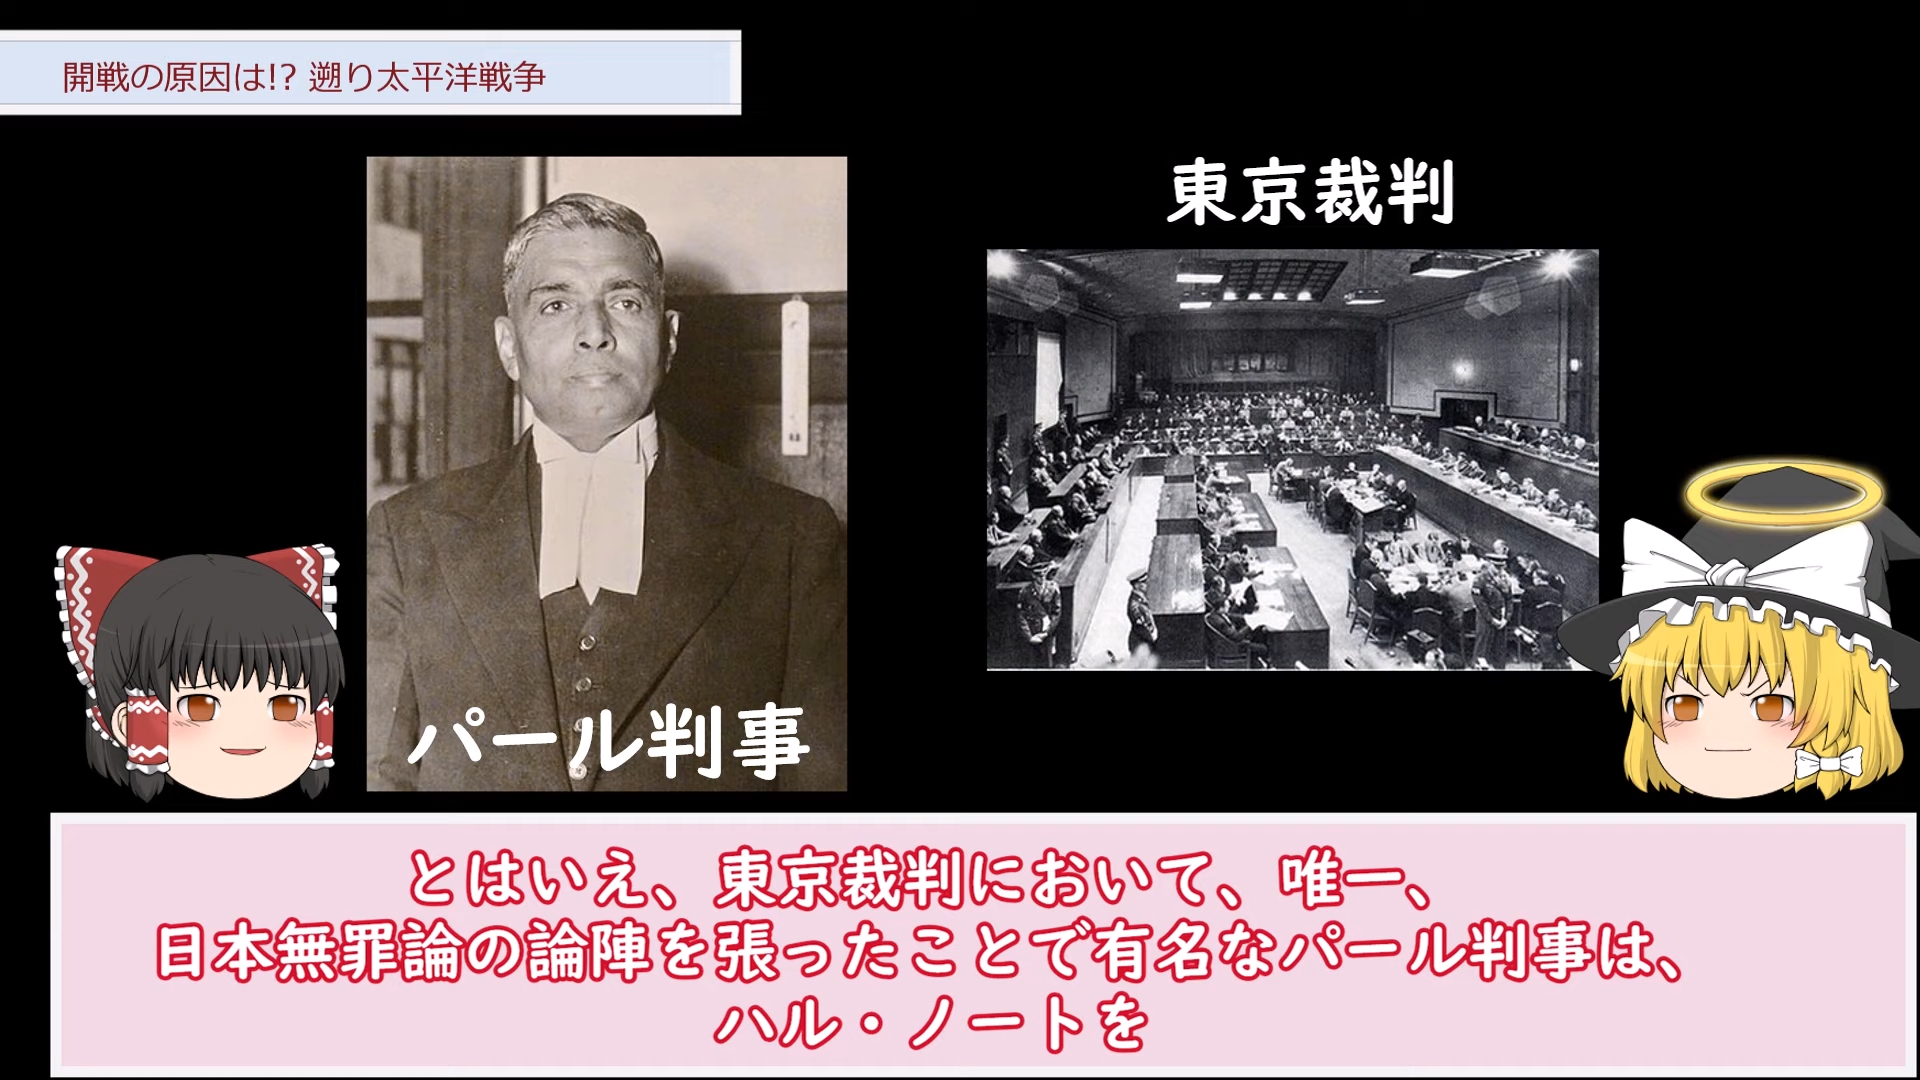 開戦の原因は!? 遡り太平洋戦争
東京裁判
パール判事
とはいえ、東京裁判において、唯一、
日本無罪論の論陣を張ったことで有名なパール判事は、
ハル・ノートを